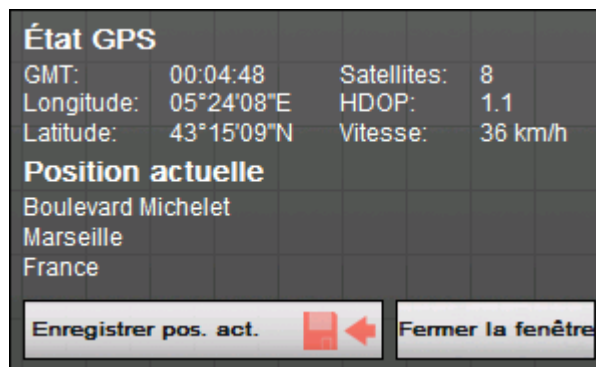 État GPS
GMT: 00:04:48 Satellites: 8
Longitude: 05°24'08"E HDOP: 1.1
Latitude: 43°15'09"N Vitesse: 36 km/h
Position actuelle
Boulevard Michelet
Marseille
France
Enregistrer pos. act. Fermer la fenêtre